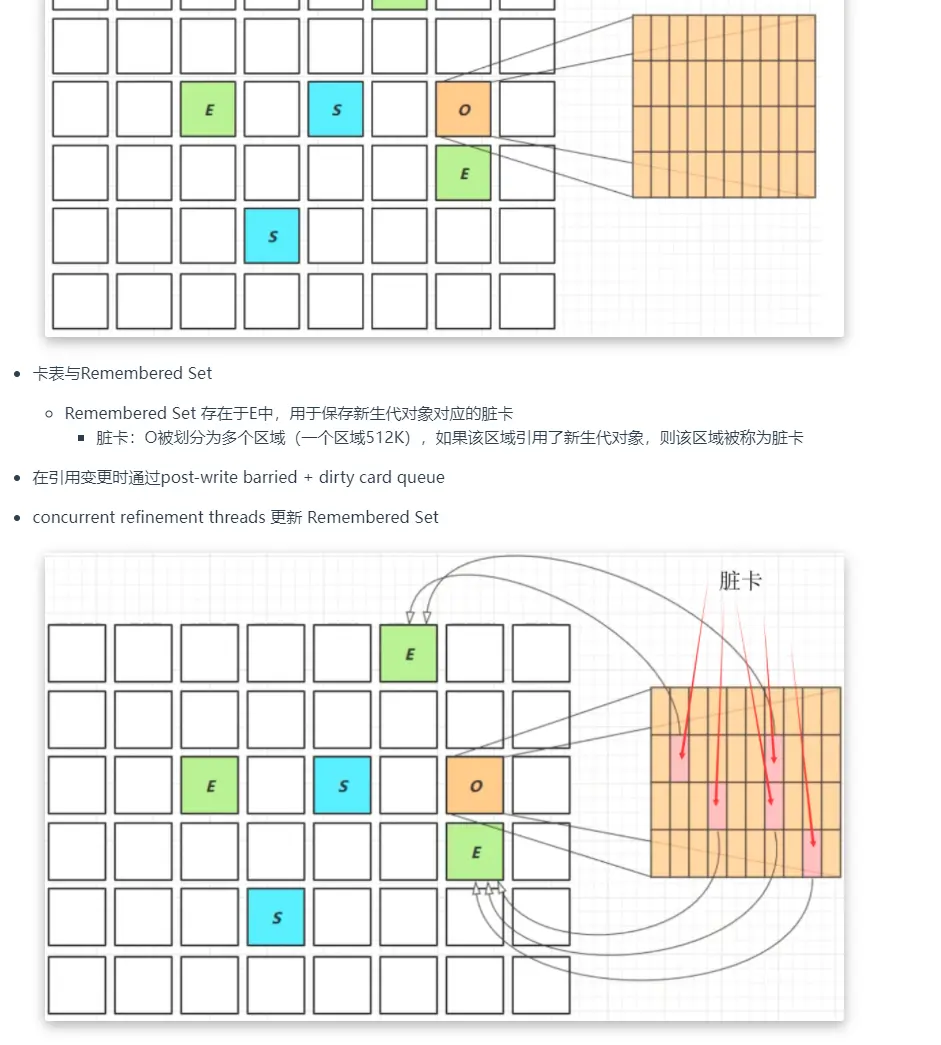 E
S
O
E
S
卡表与Remembered Set
Remembered Set 存在于E中，用于保存新生代对象对应的脏卡
脏卡：O被划分为多个区域（一个区域512K），如果该区域引用了新生代对象，则该区域被称为脏卡
在引用变更时通过post-write barried + dirty card queue
concurrent refinement threads 更新 Remembered Set
脏卡
E
E
S
O
E
S